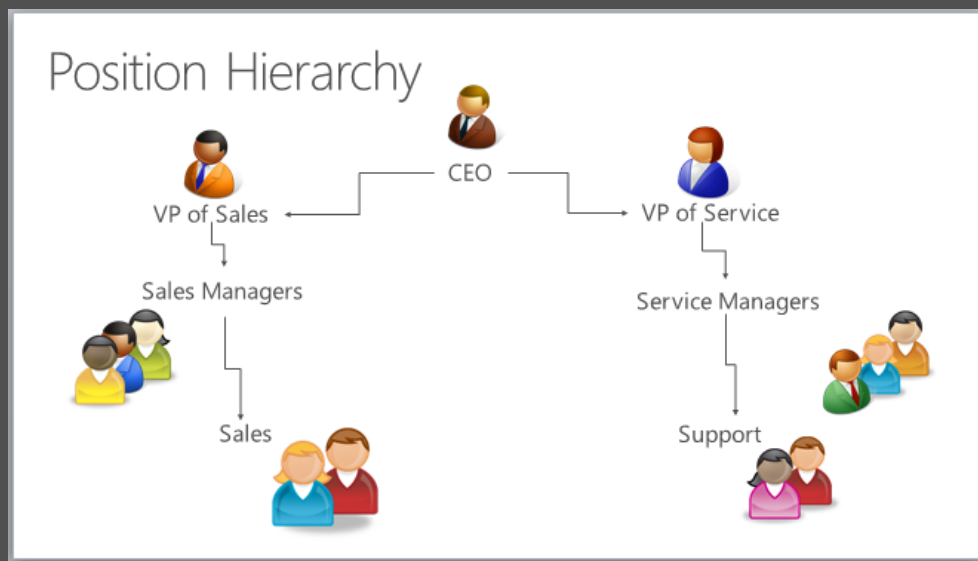 Position Hierarchy
CEO
VP of Sales
VP of Service
Sales Managers
Service Managers
Sales
Support